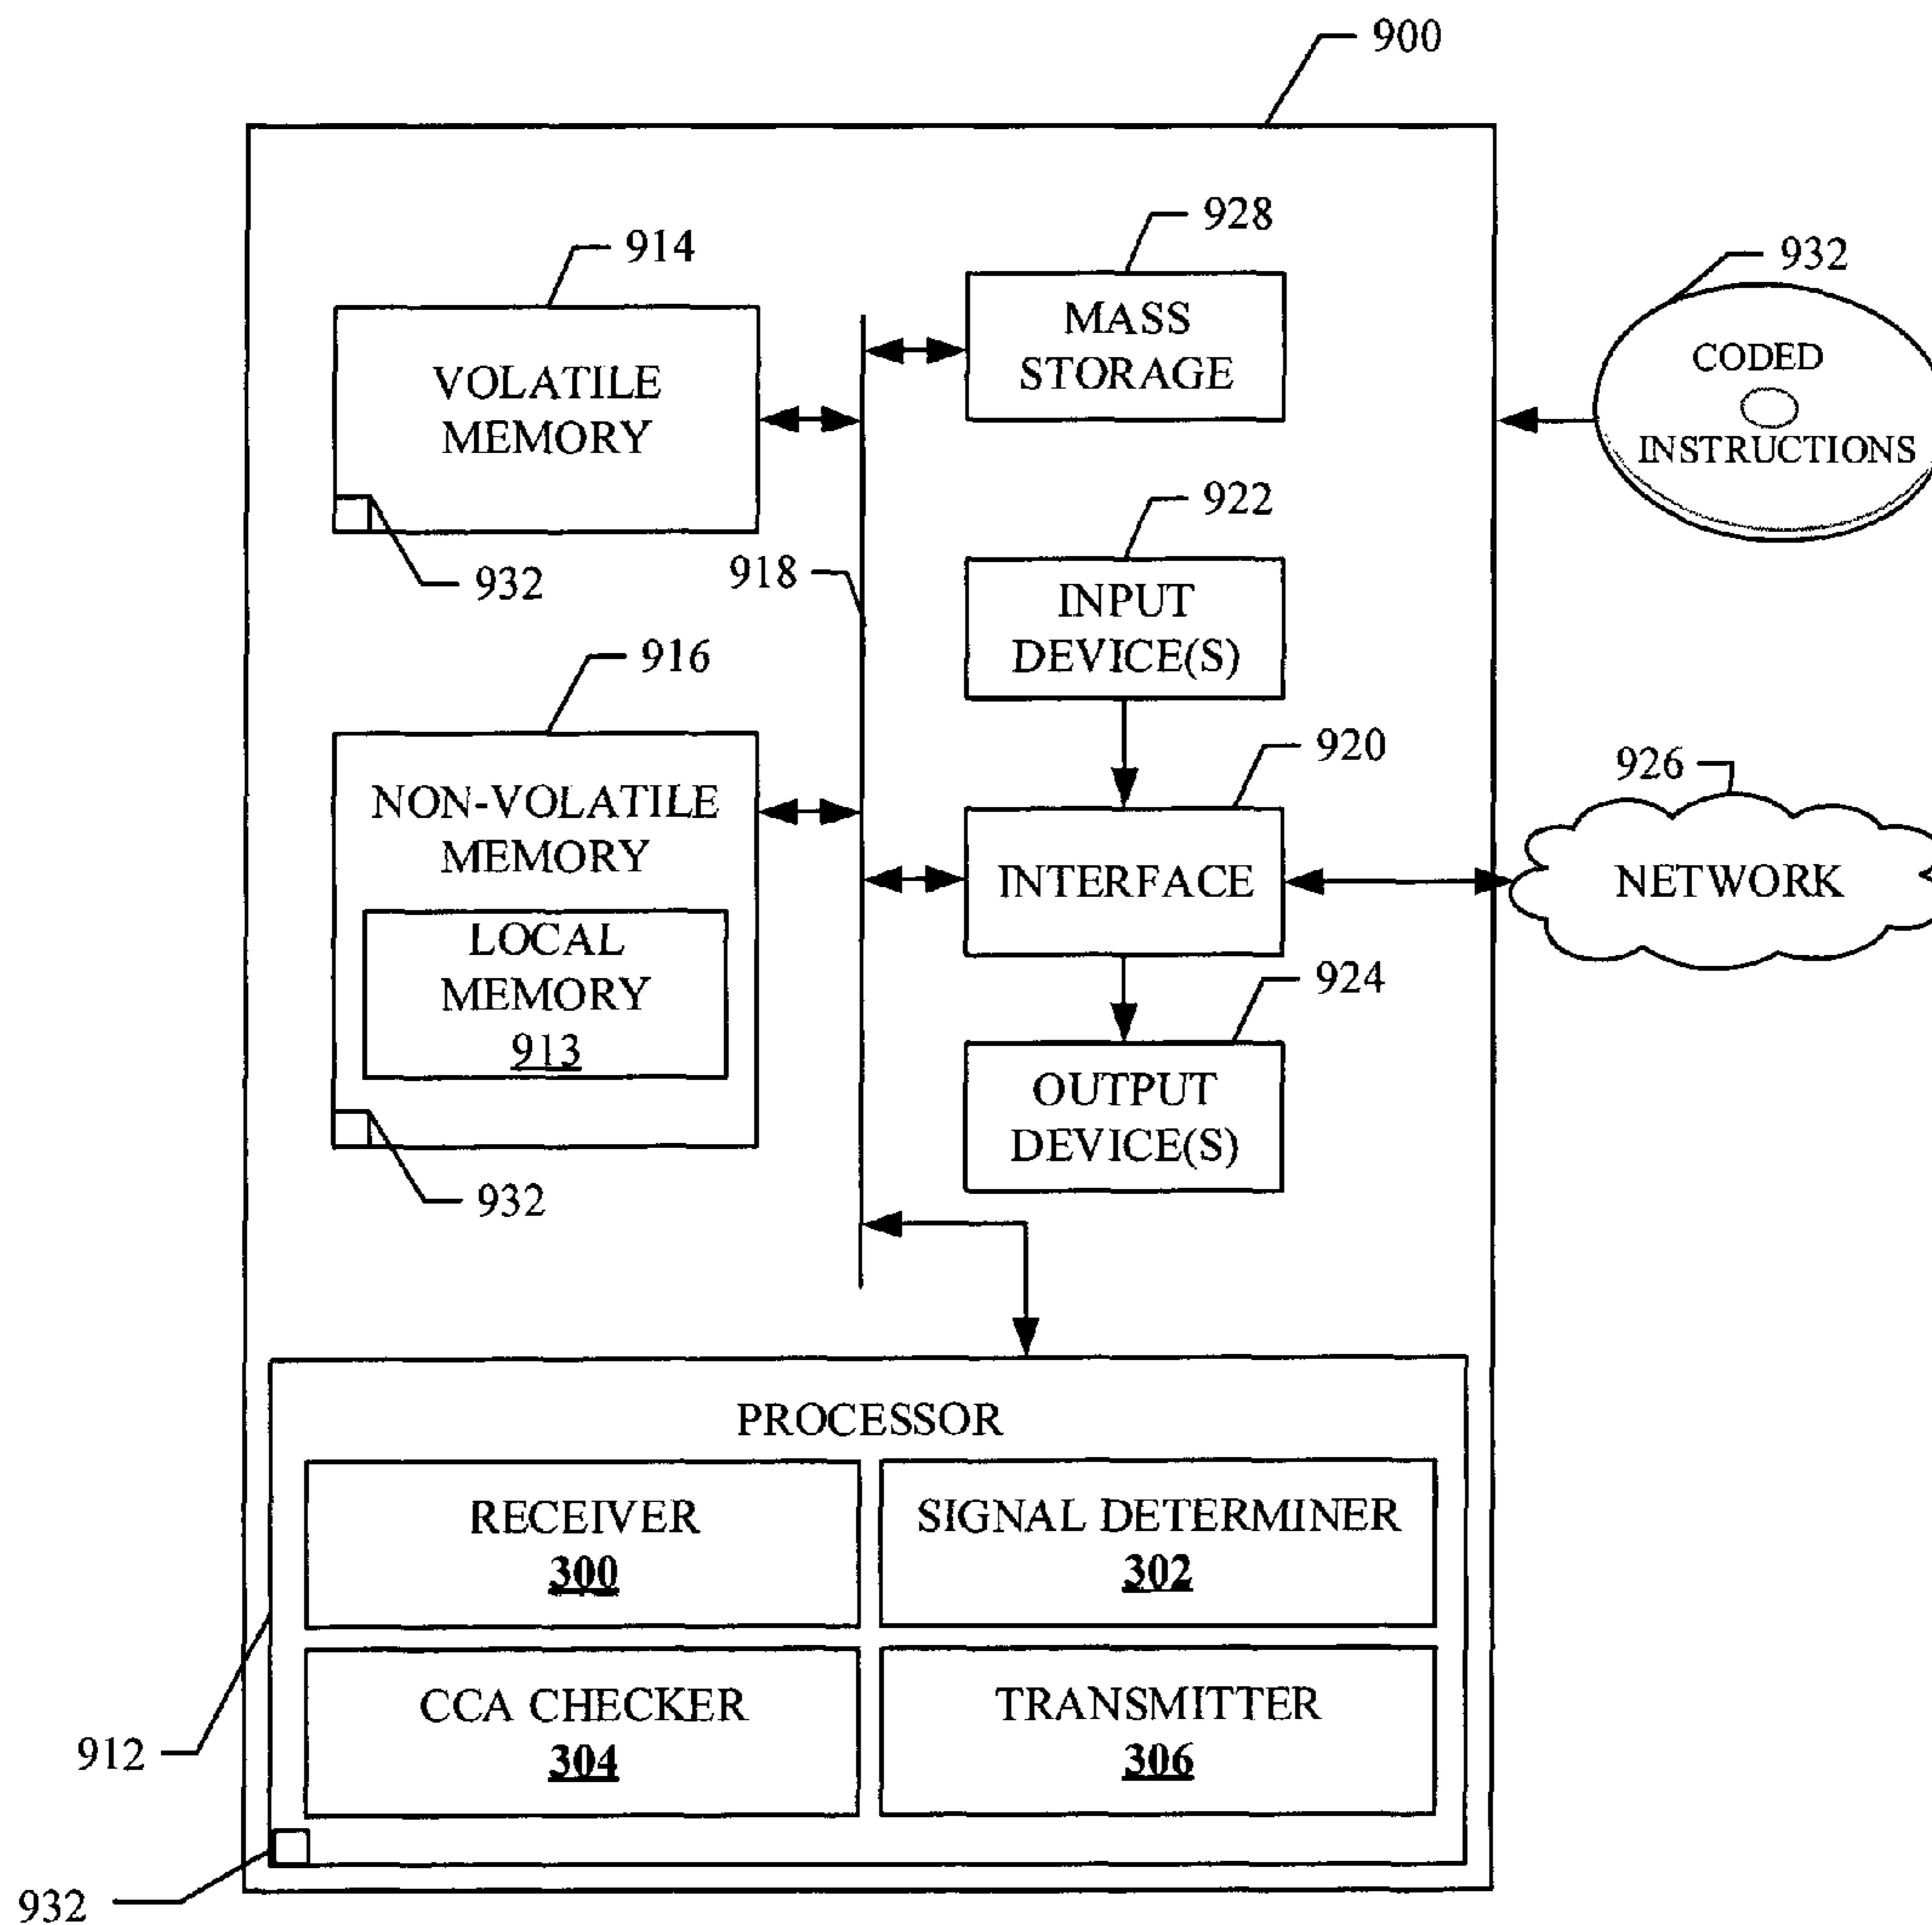 900
928
914
932
MASS
STORAGE
VOLATILE
MEMORY
CODED
INSTRUCTIONS
922
918
932
INPUT
DEVICE(S)
916
920
926
NON-VOLATILE
MEMORY
INTERFACE
NETWORK
LOCAL
MEMORY
913
924
OUTPUT
DEVICE(S)
932
PROCESSOR
RECEIVER
300
SIGNAL DETERMINER
302
CCA CHECKER
304
TRANSMITTER
306
912
932